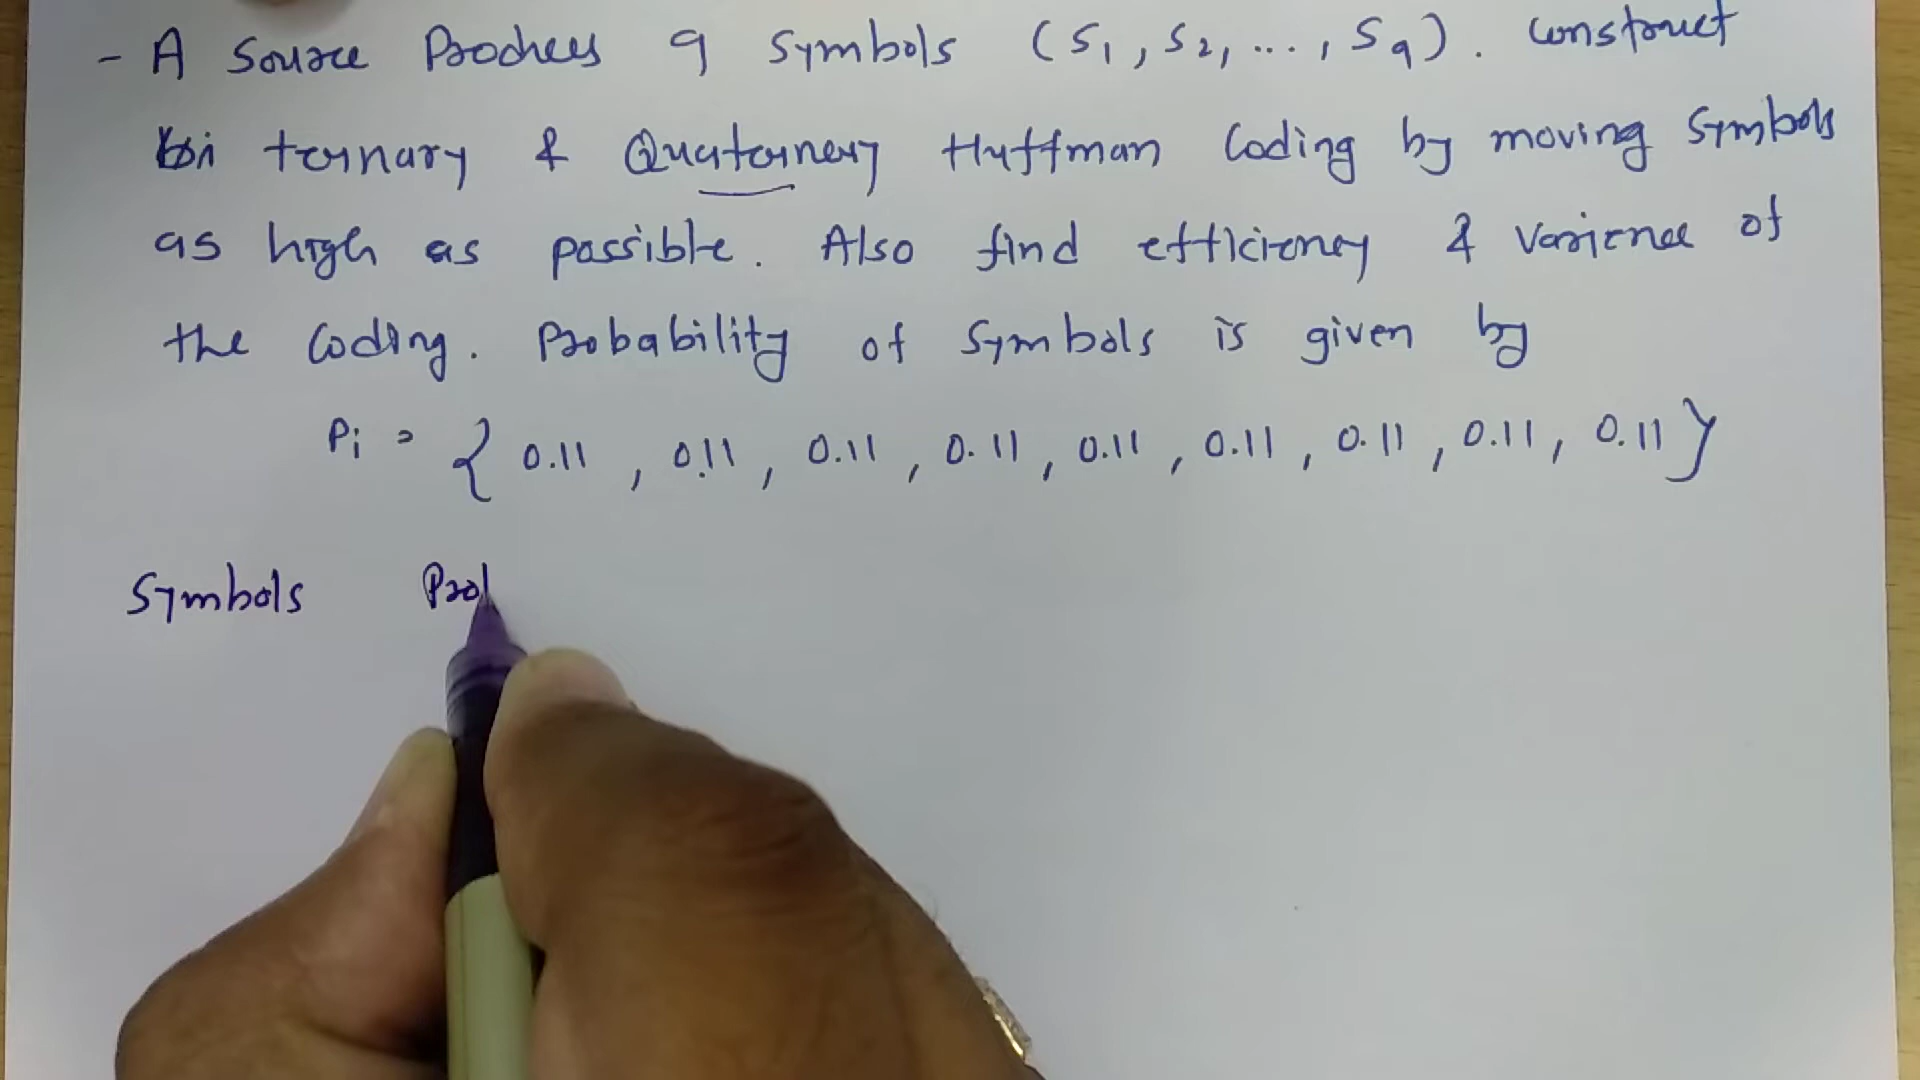 - A Source Produces 9 Symbols (S1, S2, ..., S9). Construct
ternary & Quaternary Huffman Coding by moving Symbols
as high as possible. Also find efficiency & varience of
the Coding. Probability of Symbols is given by
Pi = { 0.11 , 0.11 , 0.11 , 0.11 , 0.11 , 0.11 , 0.11 , 0.11 , 0.11 }
Symbols Prob